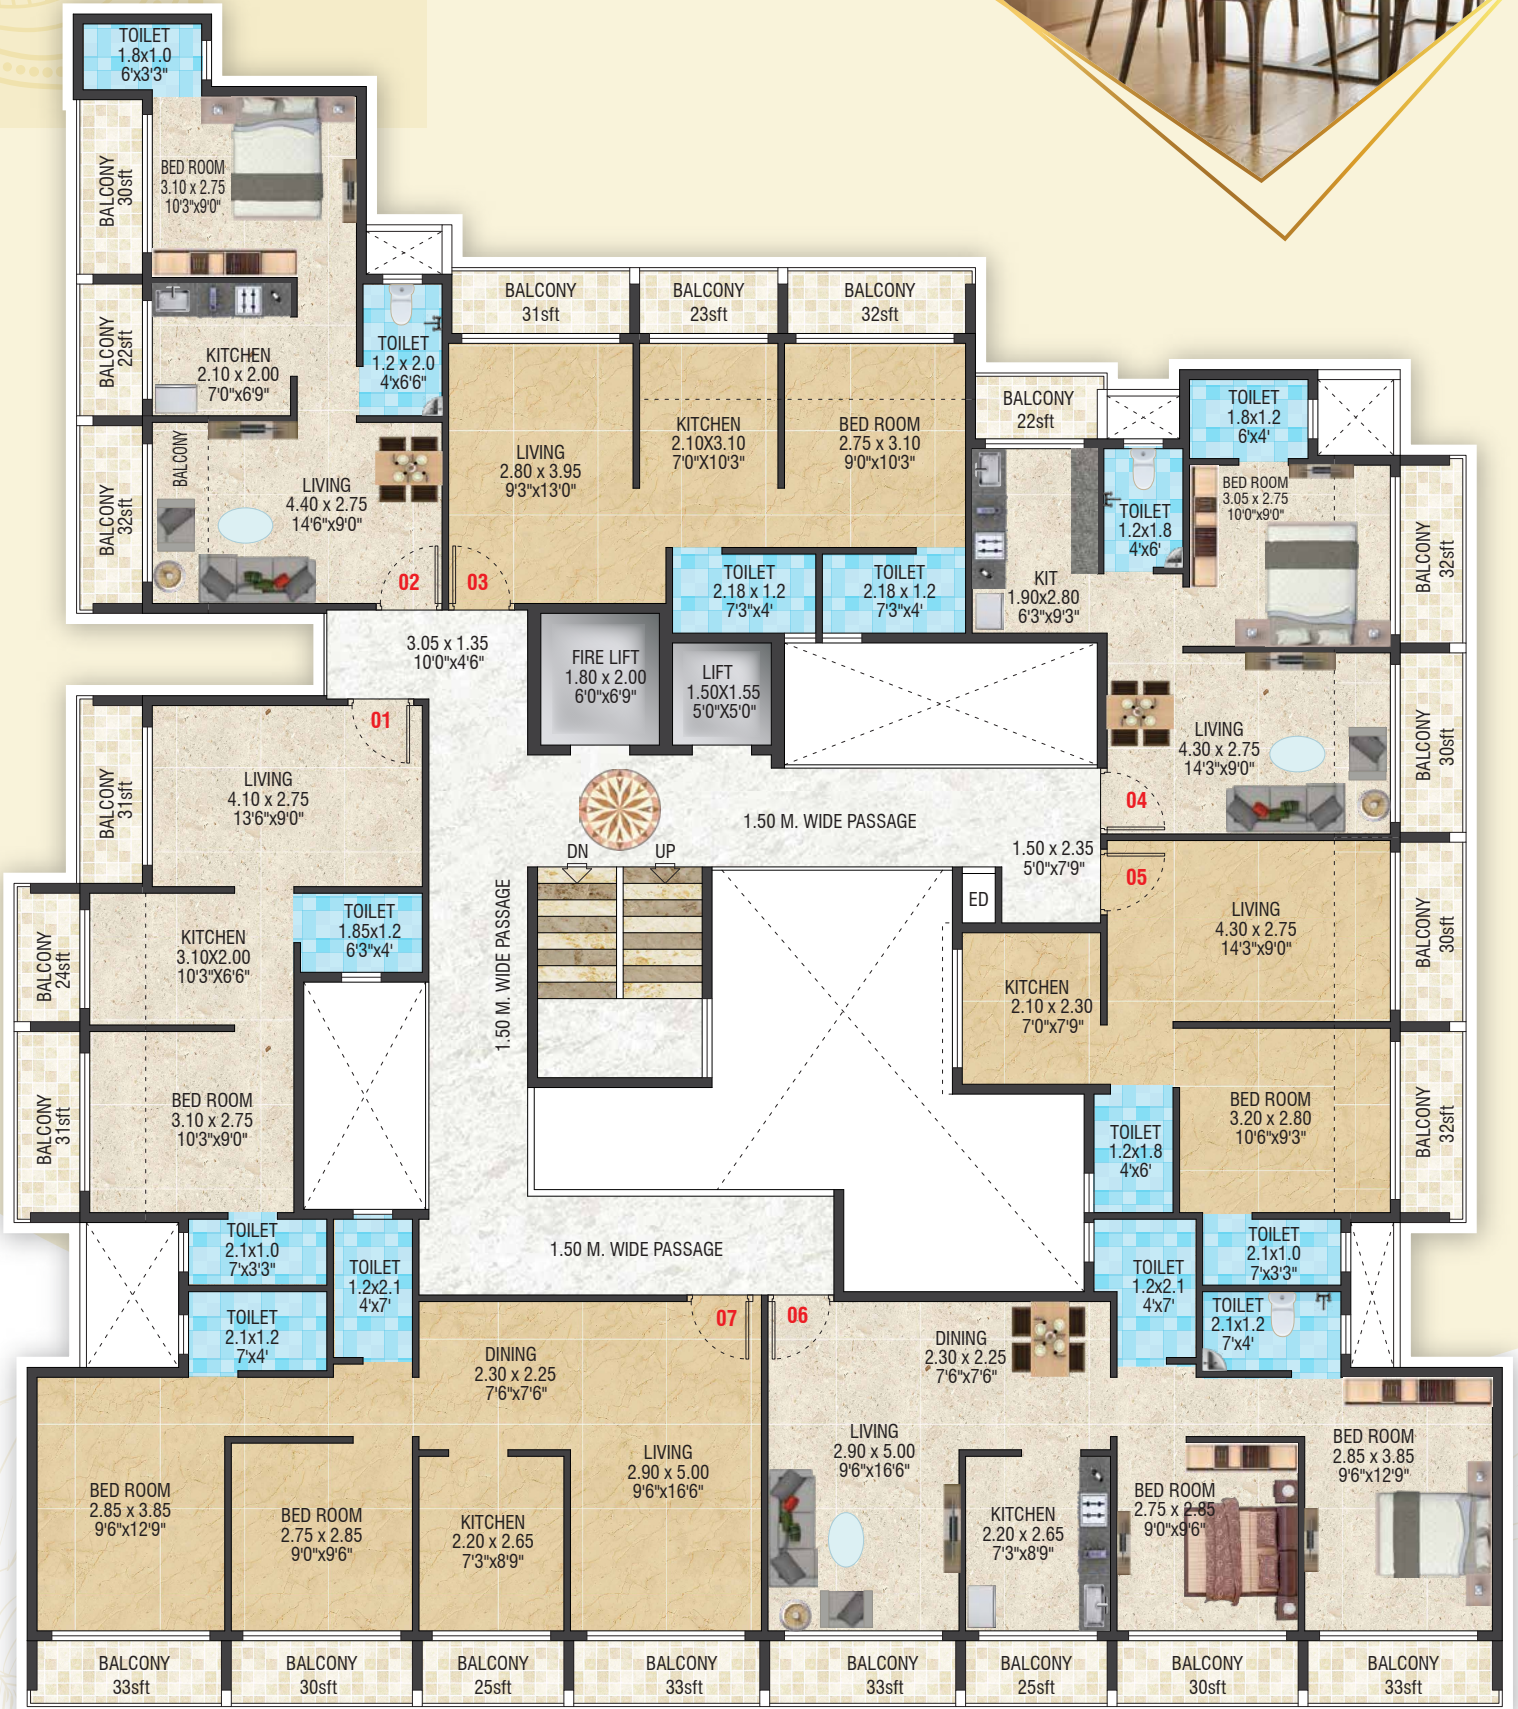 TOILET
1.8x1.0
6'x3'3"
BALCONY
30sft
BED ROOM
3.10 x 2.75
10'3"x9'0"
BALCONY
22sft
KITCHEN
2.10 x 2.00
7'0"x6'9"
TOILET
1.2 x 2.0
4'x6'6"
BALCONY
32sft
BALCONY
LIVING
4.40 x 2.75
14'6"x9'0"
02
03
BALCONY
31sft
BALCONY
23sft
BALCONY
32sft
LIVING
2.80 x 3.95
9'3"x13'0"
KITCHEN
2.10X3.10
7'0"X10'3"
BED ROOM
2.75 x 3.10
9'0"x10'3"
TOILET
2.18 x 1.2
7'3"x4'
TOILET
2.18 x 1.2
7'3"x4'
BALCONY
22sft
TOILET
1.8x1.2
6'x4'
KIT
1.90x2.80
6'3"x9'3"
TOILET
1.2x1.8
4'x6'
BED ROOM
3.05 x 2.75
10'0"x9'0"
BALCONY
32sft
LIVING
4.30 x 2.75
14'3"x9'0"
BALCONY
30sft
04
3.05 x 1.35
10'0"x4'6"
FIRE LIFT
1.80 x 2.00
6'0"x6'9"
LIFT
1.50X1.55
5'0"X5'0"
01
LIVING
4.10 x 2.75
13'6"x9'0"
BALCONY
31sft
1.50 M. WIDE PASSAGE
DN
UP
1.50 x 2.35
5'0"x7'9"
ED
05
LIVING
4.30 x 2.75
14'3"x9'0"
BALCONY
30sft
1.50 M. WIDE PASSAGE
TOILET
1.85x1.2
6'3"x4'
KITCHEN
3.10X2.00
10'3"X6'6"
BALCONY
24sft
KITCHEN
2.10 x 2.30
7'0"x7'9"
BED ROOM
3.10 x 2.75
10'3"x9'0"
BALCONY
31sft
BED ROOM
3.20 x 2.80
10'6"x9'3"
BALCONY
32sft
TOILET
1.2x1.8
4'x6'
TOILET
2.1x1.0
7'x3'3"
TOILET
2.1x1.2
7'x4'
TOILET
1.2x2.1
4'x7'
1.50 M. WIDE PASSAGE
TOILET
1.2x2.1
4'x7'
TOILET
2.1x1.0
7'x3'3"
TOILET
2.1x1.2
7'x4'
07
06
DINING
2.30 x 2.25
7'6"x7'6"
DINING
2.30 x 2.25
7'6"x7'6"
BED ROOM
2.85 x 3.85
9'6"x12'9"
BED ROOM
2.75 x 2.85
9'0"x9'6"
KITCHEN
2.20 x 2.65
7'3"x8'9"
LIVING
2.90 x 5.00
9'6"x16'6"
LIVING
2.90 x 5.00
9'6"x16'6"
KITCHEN
2.20 x 2.65
7'3"x8'9"
BED ROOM
2.75 x 2.85
9'0"x9'6"
BED ROOM
2.85 x 3.85
9'6"x12'9"
BALCONY
33sft
BALCONY
30sft
BALCONY
25sft
BALCONY
33sft
BALCONY
33sft
BALCONY
25sft
BALCONY
30sft
BALCONY
33sft